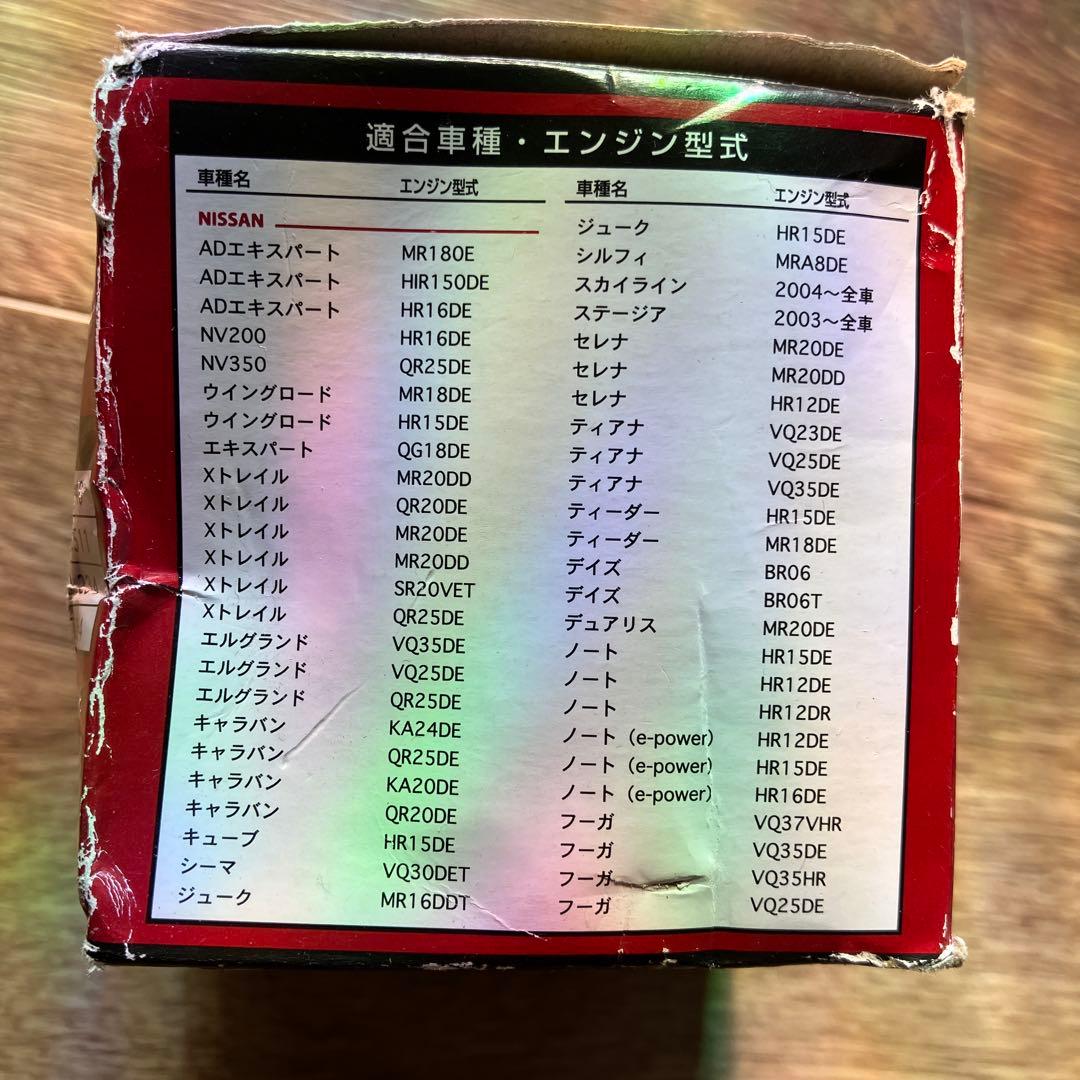 適合車種・エンジン型式
車種名 エンジン型式
NISSAN
ADエキスパート MR180E
ADエキスパート HIR150DE
ADエキスパート HR16DE
NV200 HR16DE
NV350 QR25DE
ウイングロード MR18DE
ウイングロード HR15DE
エキスパート QG18DE
Xトレイル MR20DD
Xトレイル QR20DE
Xトレイル MR20DE
Xトレイル MR20DD
Xトレイル SR20VET
Xトレイル QR25DE
エルグランド VQ35DE
エルグランド VQ25DE
エルグランド QR25DE
キャラバン KA24DE
キャラバン QR25DE
キャラバン KA20DE
キャラバン QR20DE
キューブ HR15DE
シーマ VQ30DET
ジューク MR16DDT
車種名 エンジン型式
ジューク HR15DE
シルフィ MRA8DE
スカイライン 2004～全車
ステージア 2003～全車
セレナ MR20DE
セレナ MR20DD
セレナ HR12DE
ティアナ VQ23DE
ティアナ VQ25DE
ティアナ VQ35DE
ティーダー HR15DE
ティーダー MR18DE
デイズ BR06
デイズ BR06T
デュアリス MR20DE
ノート HR15DE
ノート HR12DE
ノート HR12DR
ノート（e-power） HR12DE
ノート（e-power） HR15DE
ノート（e-power） HR16DE
フーガ VQ37VHR
フーガ VQ35DE
フーガ VQ35HR
フーガ VQ25DE